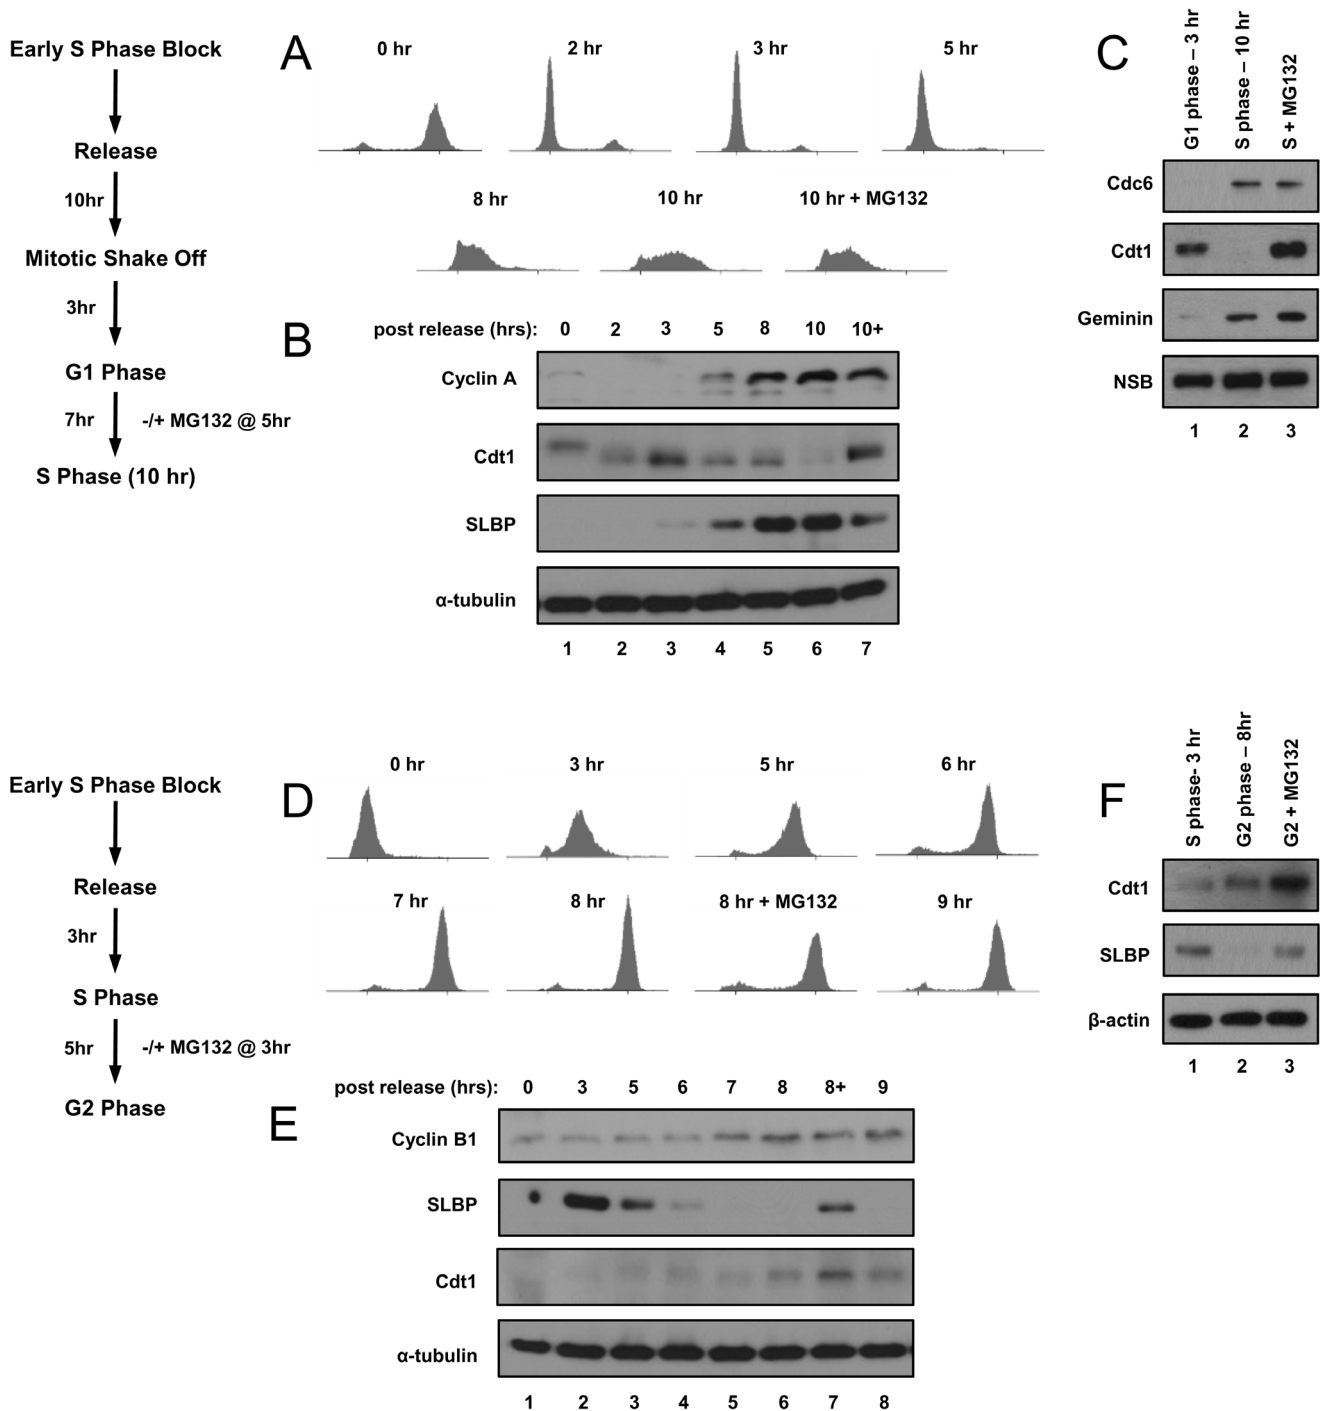 Early S Phase Block
Release
10hr
Mitotic Shake Off
3hr
G1 Phase
7hr -/+ MG132 @ 5hr
S Phase (10 hr)
A
0 hr 2 hr 3 hr 5 hr
8 hr 10 hr 10 hr + MG132
B
post release (hrs): 0 2 3 5 8 10 10+
Cyclin A
Cdt1
SLBP
α-tubulin
1 2 3 4 5 6 7
C
G1 phase – 3 hr
S phase – 10 hr
S + MG132
Cdc6
Cdt1
Geminin
NSB
1 2 3
Early S Phase Block
Release
3hr
S Phase
5hr -/+ MG132 @ 3hr
G2 Phase
D
0 hr 3 hr 5 hr 6 hr
7 hr 8 hr 8 hr + MG132 9 hr
E
post release (hrs): 0 3 5 6 7 8 8+ 9
Cyclin B1
SLBP
Cdt1
α-tubulin
1 2 3 4 5 6 7 8
F
S phase- 3 hr
G2 phase – 8hr
G2 + MG132
Cdt1
SLBP
β-actin
1 2 3